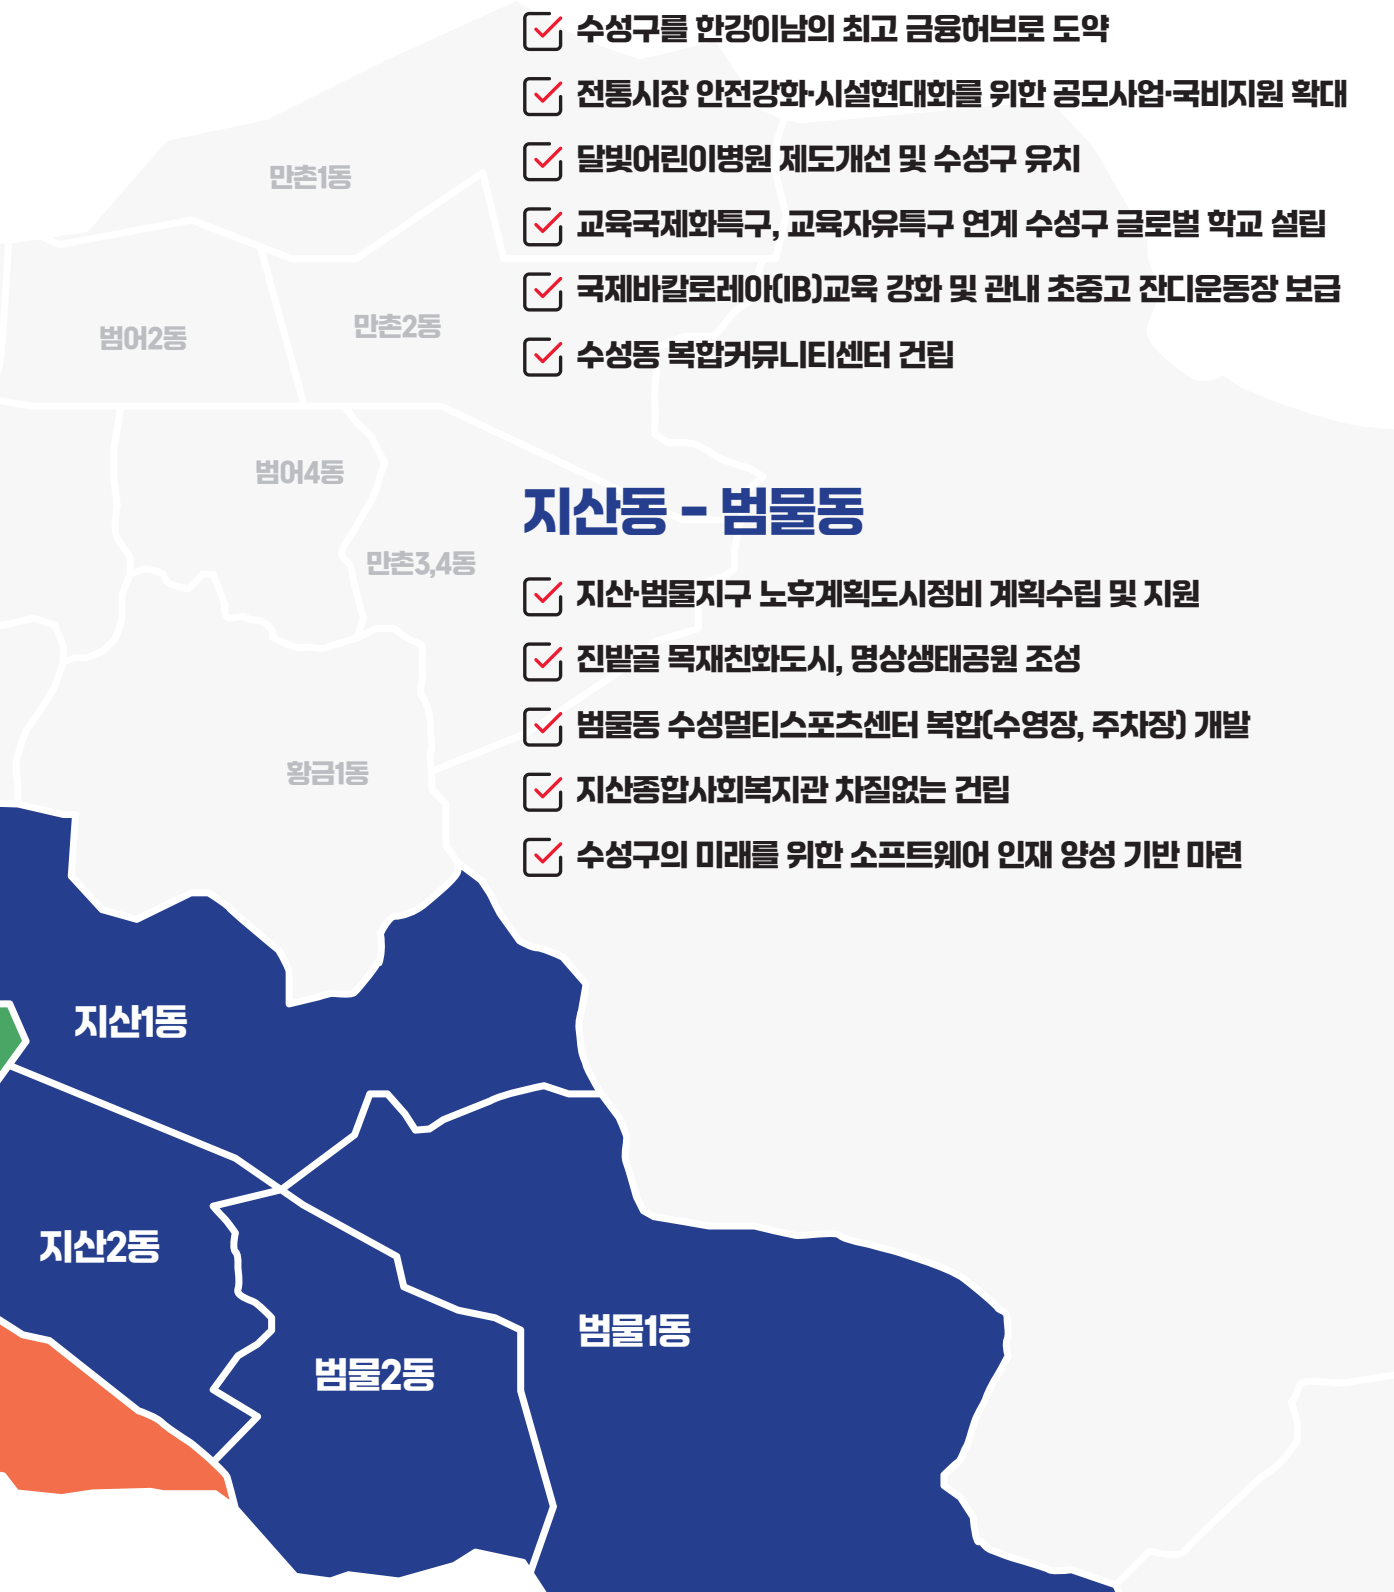 수성구를 한강이남의 최고 금융허브로 도약
전통시장 안전강화·시설현대화를 위한 공모사업·국비지원 확대
달빛어린이병원 제도개선 및 수성구 유치
교육국제화특구, 교육자유특구 연계 수성구 글로벌 학교 설립
국제바칼로레아(IB)교육 강화 및 관내 초중고 잔디운동장 보급
수성동 복합커뮤니티센터 건립
만촌1동
범어2동
만촌2동
범어4동
만촌3,4동
황금1동
지산동 - 범물동
지산·범물지구 노후계획도시정비 계획수립 및 지원
진밭골 목재친화도시, 명상생태공원 조성
범물동 수성멀티스포츠센터 복합(수영장, 주차장) 개발
지산종합사회복지관 차질없는 건립
수성구의 미래를 위한 소프트웨어 인재 양성 기반 마련
지산1동
지산2동
범물1동
범물2동